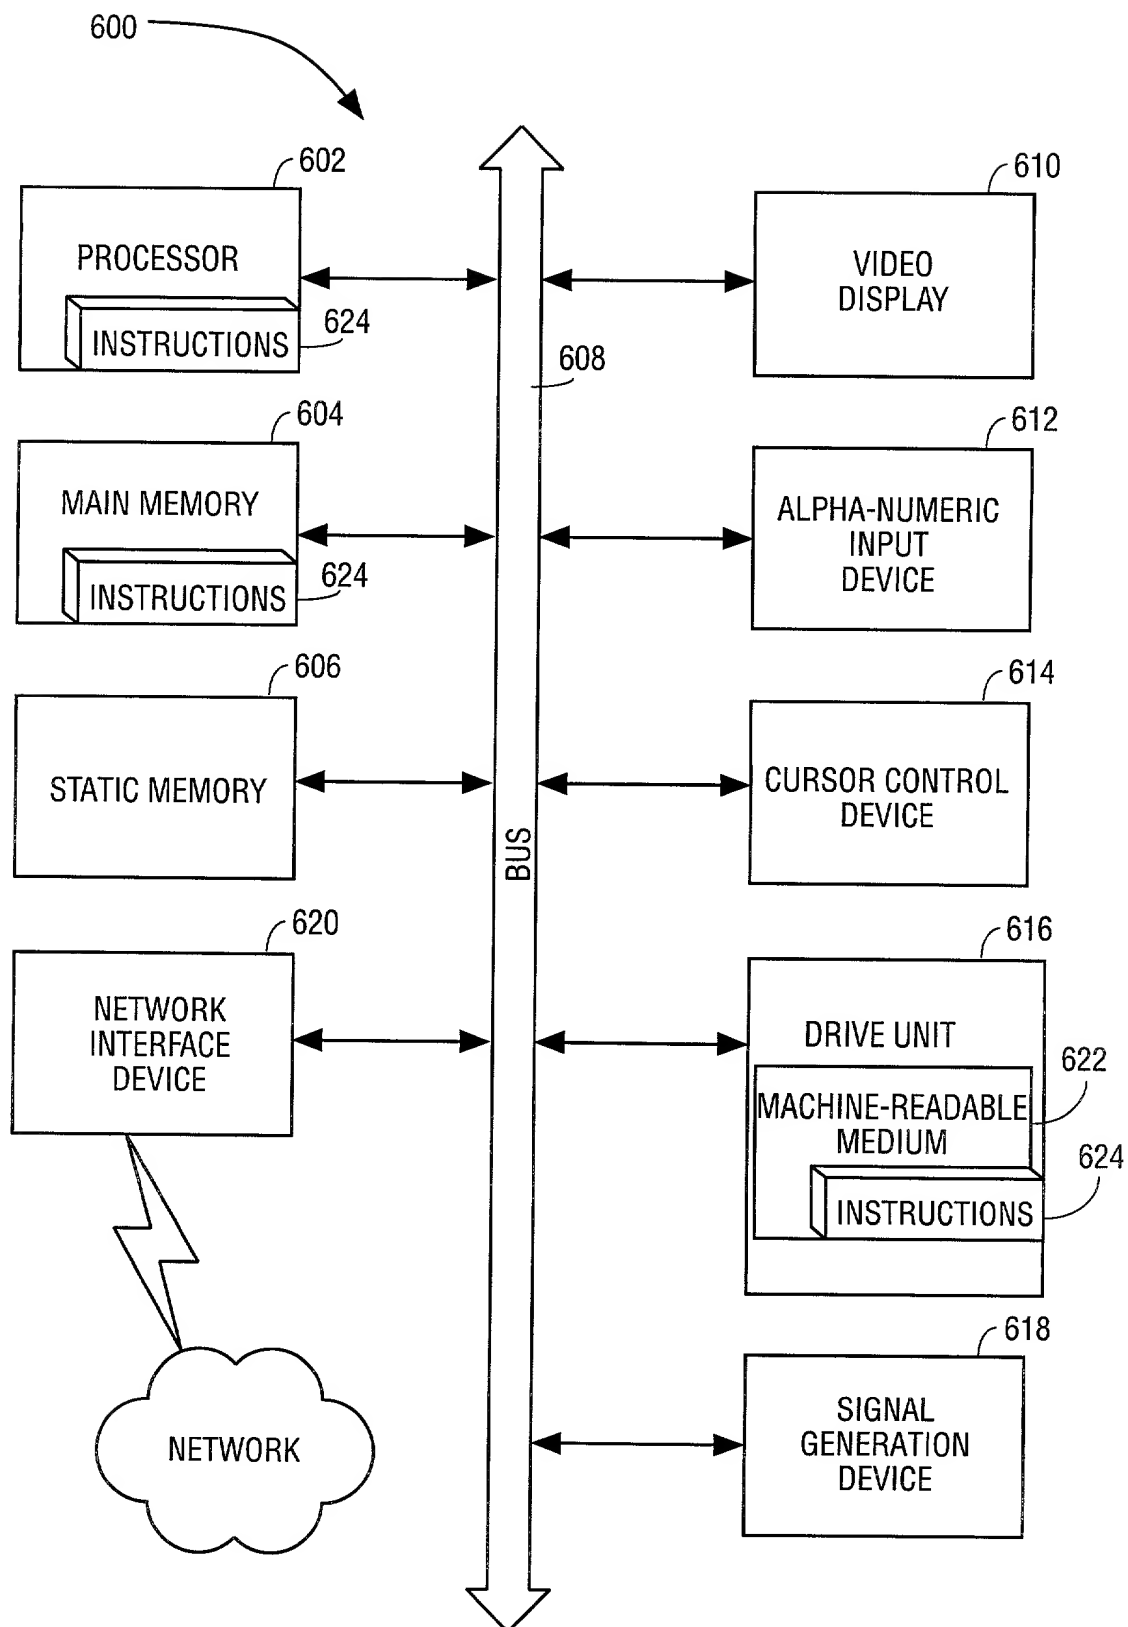 600
602
PROCESSOR
INSTRUCTIONS
624
604
MAIN MEMORY
INSTRUCTIONS
624
606
STATIC MEMORY
620
NETWORK
INTERFACE
DEVICE
NETWORK
608
BUS
610
VIDEO
DISPLAY
612
ALPHA-NUMERIC
INPUT
DEVICE
614
CURSOR CONTROL
DEVICE
616
DRIVE UNIT
622
MACHINE-READABLE
MEDIUM
624
INSTRUCTIONS
618
SIGNAL
GENERATION
DEVICE